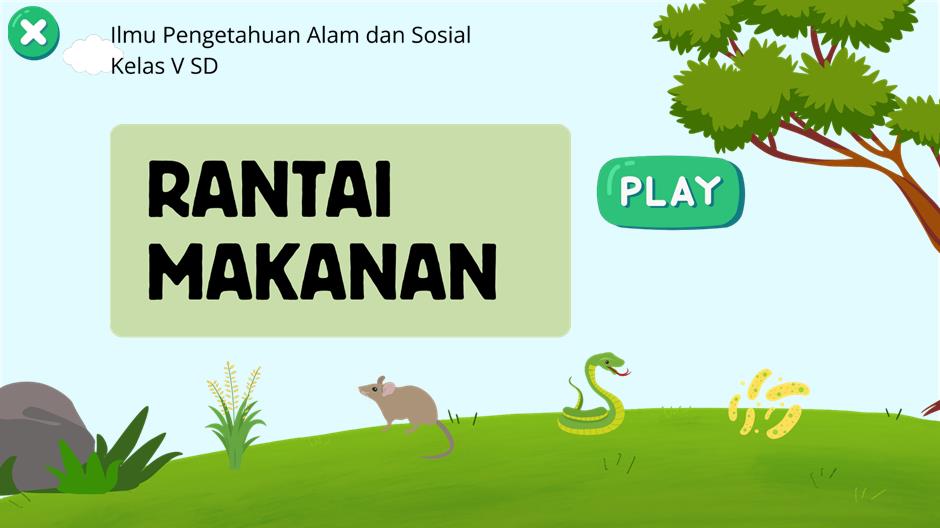 Ilmu Pengetahuan Alam dan Sosial
Kelas V SD
RANTAI
MAKANAN
PLAY